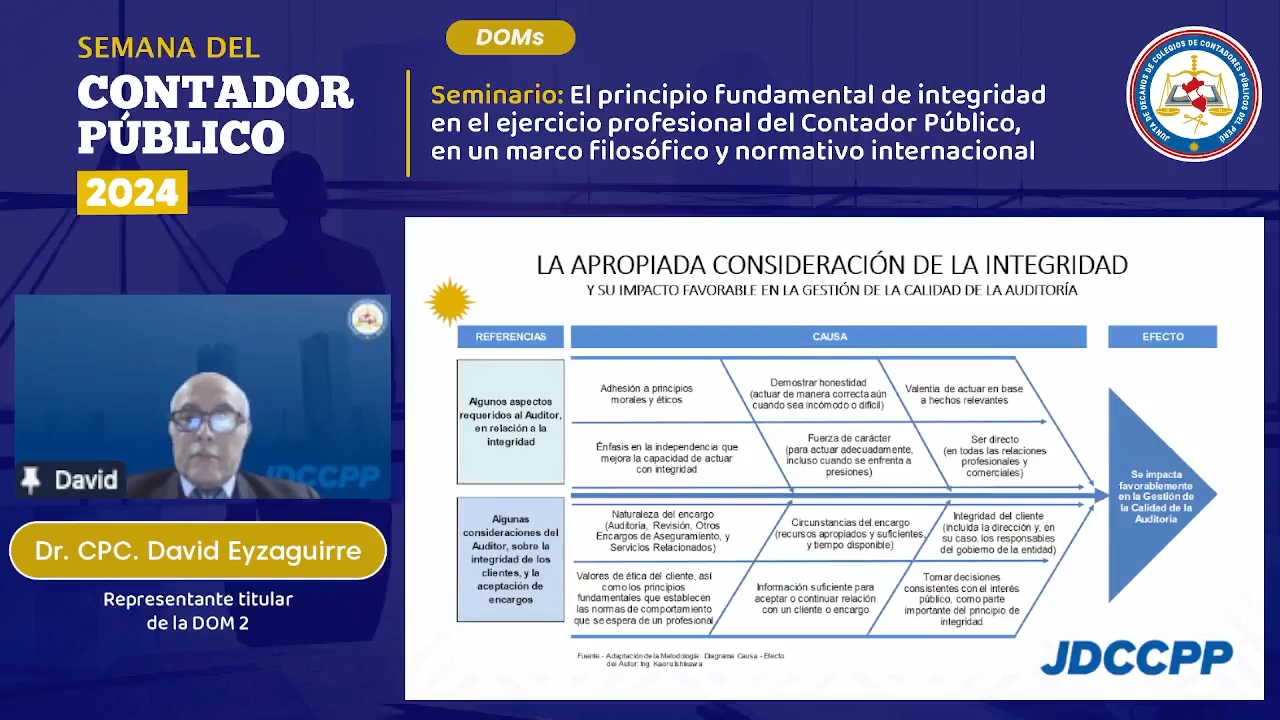 SEMANA DEL
CONTADOR
PÚBLICO
2024
DOMs
Seminario: El principio fundamental de integridad
en el ejercicio profesional del Contador Público,
en un marco filosófico y normativo internacional
JUNTA DE DECANOS DE COLEGIOS DE CONTADORES PÚBLICOS DEL PERÚ
David
JDCCPP
Dr. CPC. David Eyzaguirre
Representante titular
de la DOM 2
LA APROPIADA CONSIDERACIÓN DE LA INTEGRIDAD
Y SU IMPACTO FAVORABLE EN LA GESTIÓN DE LA CALIDAD DE LA AUDITORÍA
REFERENCIAS
CAUSA
EFECTO
Algunos aspectos
requeridos al Auditor,
en relación a la
integridad
Adhesión a principios
morales y éticos
Demostrar honestidad
(actuar de manera correcta aún
cuando sea incómodo o difícil)
Valentía de actuar en base
a hechos relevantes
Énfasis en la independencia que
mejora la capacidad de actuar
con integridad
Fuerza de carácter
(para actuar adecuadamente,
incluso cuando se enfrenta a
presiones)
Ser directo
(en todas las relaciones
profesionales y
comerciales)
Se impacta
favorablemente
en la Gestión de
la Calidad de la
Auditoría
Algunas
consideraciones del
Auditor, sobre la
integridad de los
clientes, y la
aceptación de
encargos
Naturaleza del encargo
(Auditoría, Revisión, Otros
Encargos de Aseguramiento, y
Servicios Relacionados)
Circunstancias del encargo
(recursos apropiados y suficientes,
y tiempo disponible)
Integridad del cliente
(incluida la dirección y, en
su caso, los responsables
del gobierno de la entidad)
Valores de ética del cliente, así
como los principios
fundamentales que establecen
las normas de comportamiento
que se espera de un profesional
Información suficiente para
aceptar o continuar relación
con un cliente o encargo
Tomar decisiones
consistentes con el interés
público, como parte
importante del principio de
integridad
Fuente.- Adaptación de la Metodología: Diagrama Causa - Efecto
del Autor: Ing. Kaoru Ishikawa
JDCCPP